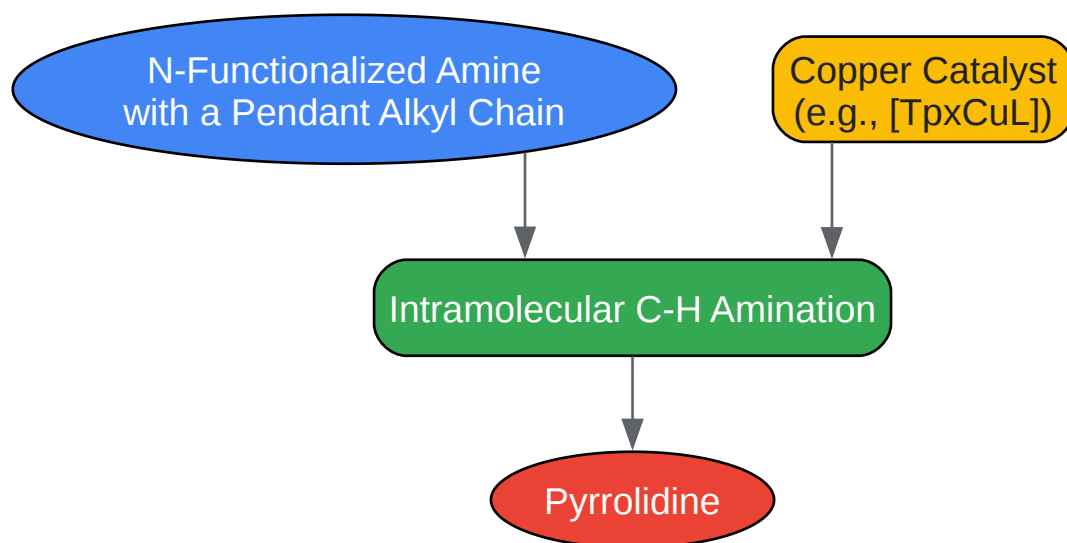 N-Functionalized Amine
with a Pendant Alkyl Chain
Copper Catalyst
(e.g., [TpxCuL])
Intramolecular C-H Amination
Pyrrolidine